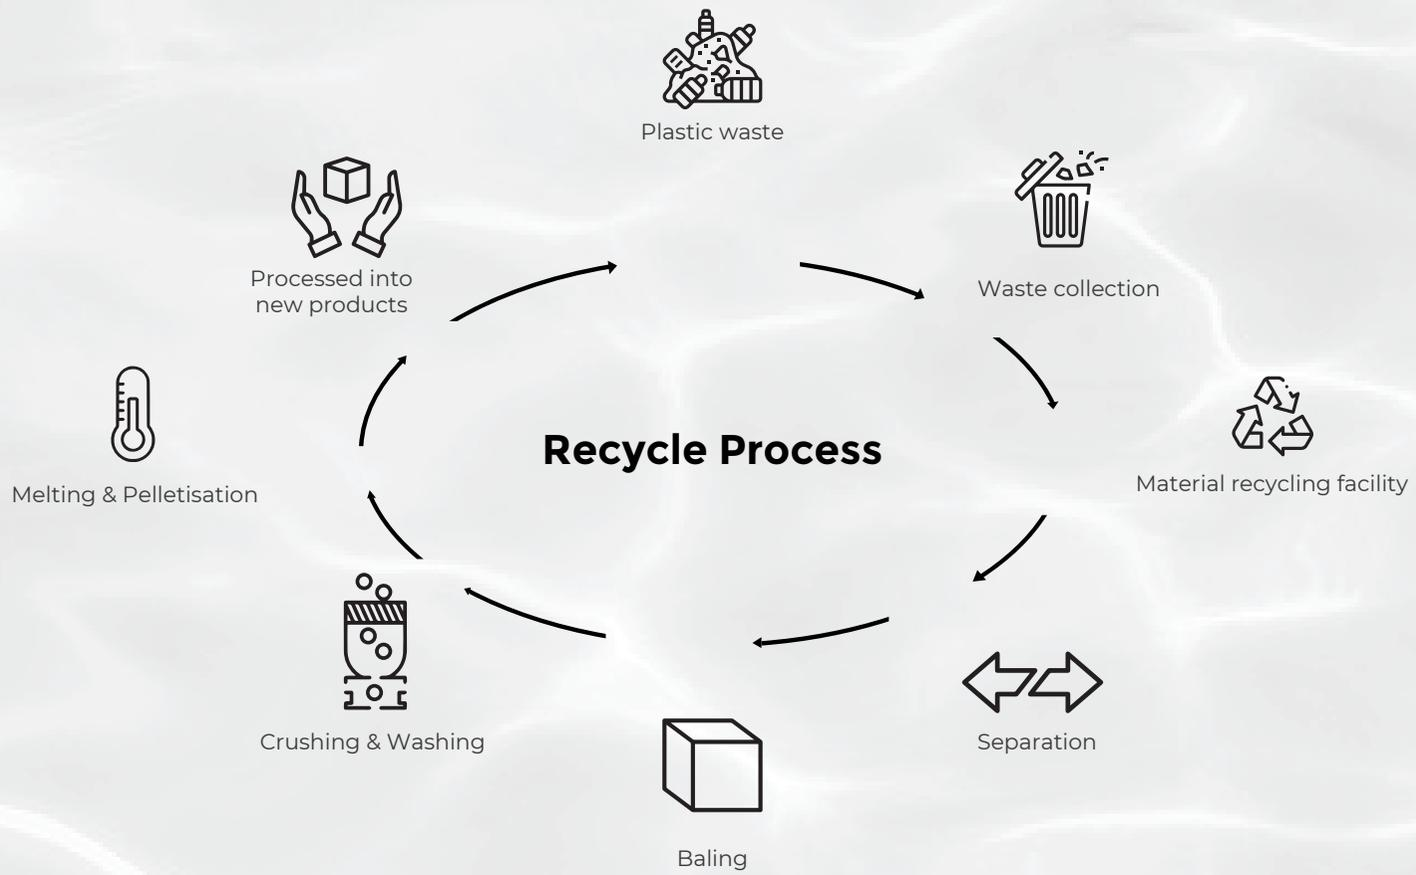 Plastic waste
Waste collection
Material recycling facility
Separation
Baling
Crushing & Washing
Melting & Pelletisation
Processed into
new products
Recycle Process